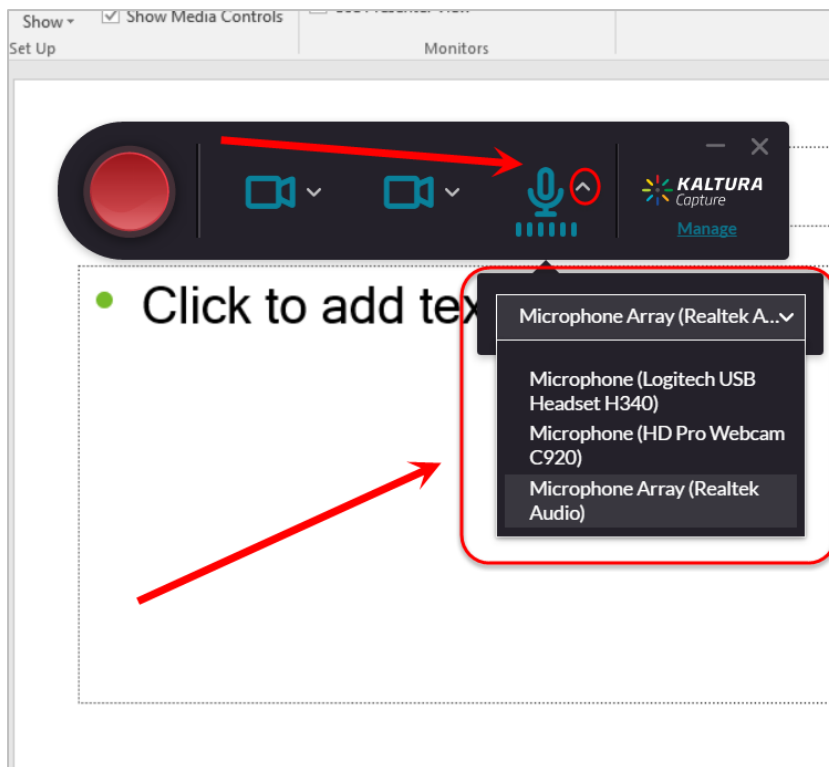 Show
Show Media Controls
Set Up
Monitors
KALTURA
Capture
Manage
Click to add tex
Microphone Array (Realtek A...
Microphone (Logitech USB
Headset H340)
Microphone (HD Pro Webcam
C920)
Microphone Array (Realtek
Audio)